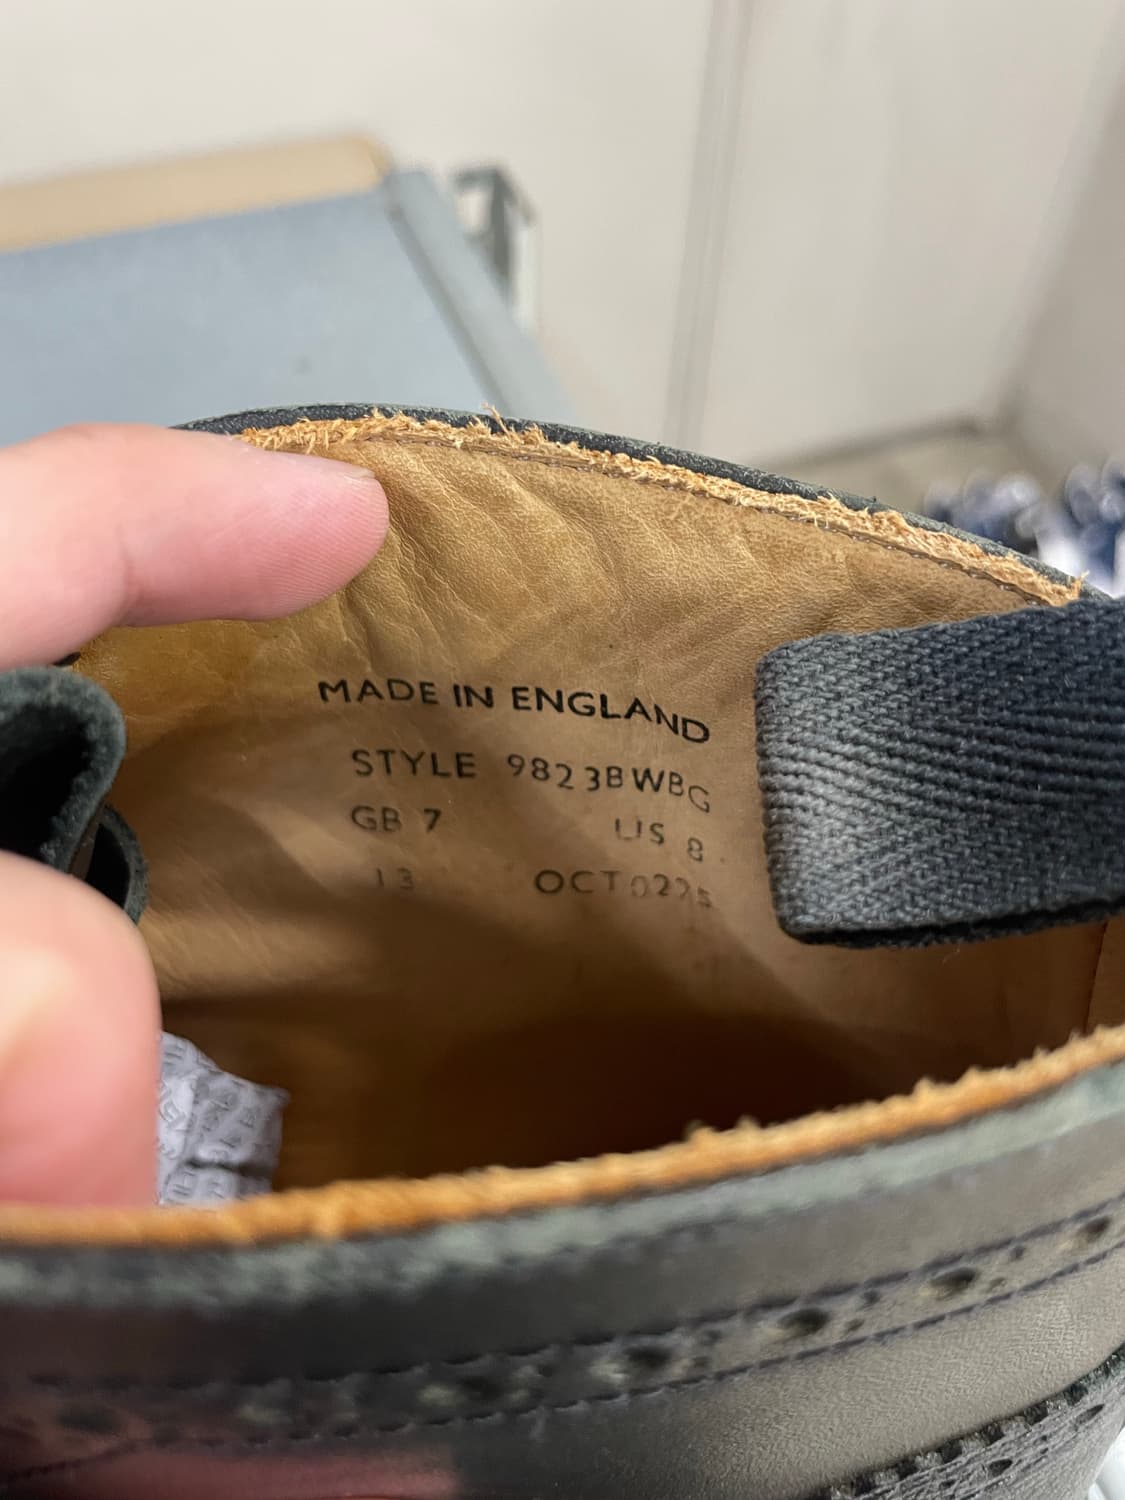 MADE IN ENGLAND
STYLE 9823BWBG
GB 7 US 8
13 OCT 0225